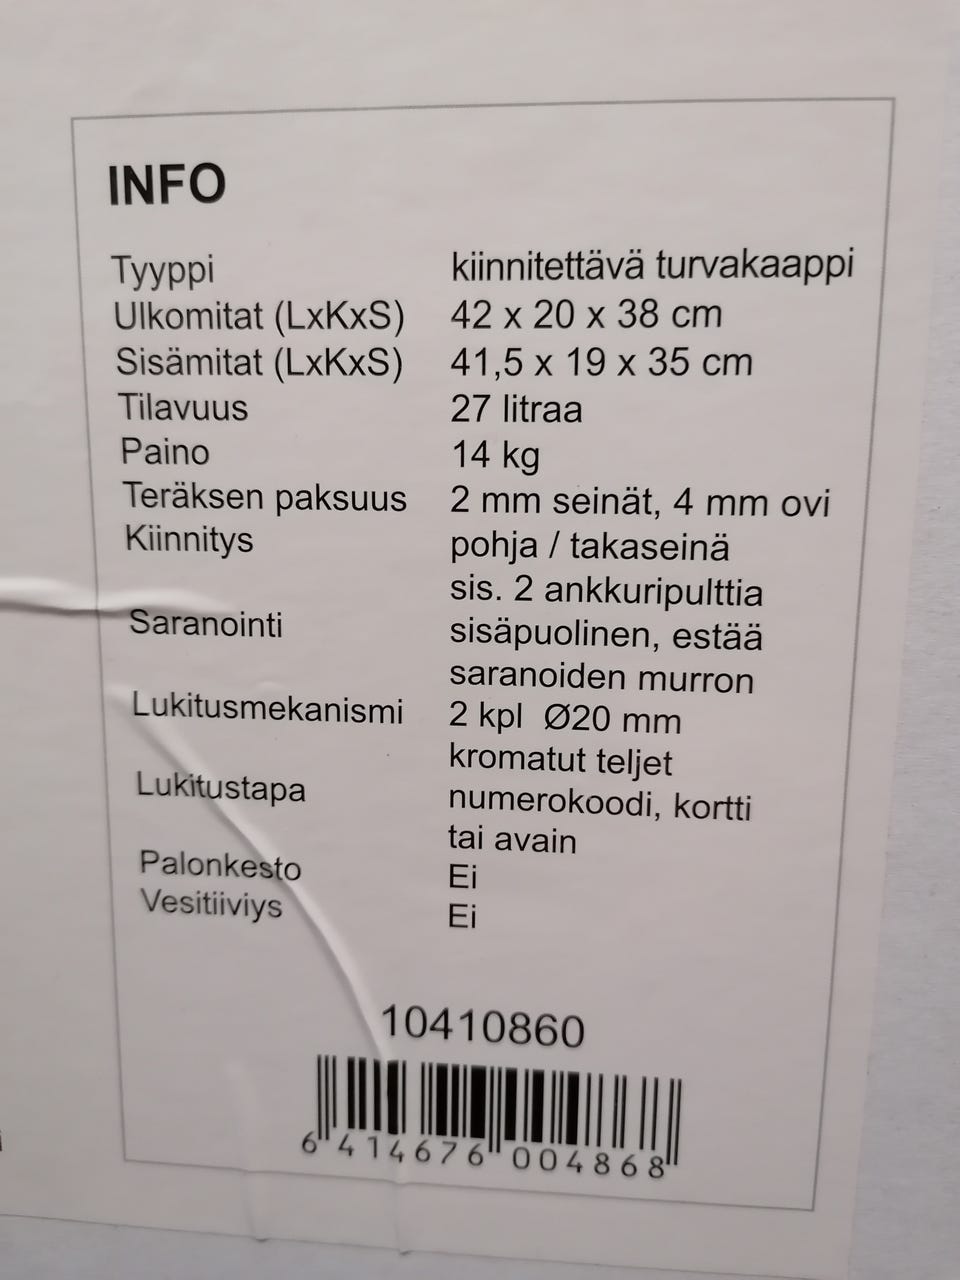 INFO
Tyyppi kiinnitettävä turvakaappi
Ulkomitat (LxKxS) 42 x 20 x 38 cm
Sisämitat (LxKxS) 41,5 x 19 x 35 cm
Tilavuus 27 litraa
Paino 14 kg
Teräksen paksuus 2 mm seinät, 4 mm ovi
Kiinnitys pohja / takaseinä
sis. 2 ankkuripulttia
Saranointi sisäpuolinen, estää
saranoiden murron
Lukitusmekanismi 2 kpl Ø20 mm
kromatut teljet
Lukitustapa numerokoodi, kortti
tai avain
Palonkesto Ei
Vesitiiviys Ei
10410860
6 414676 004868